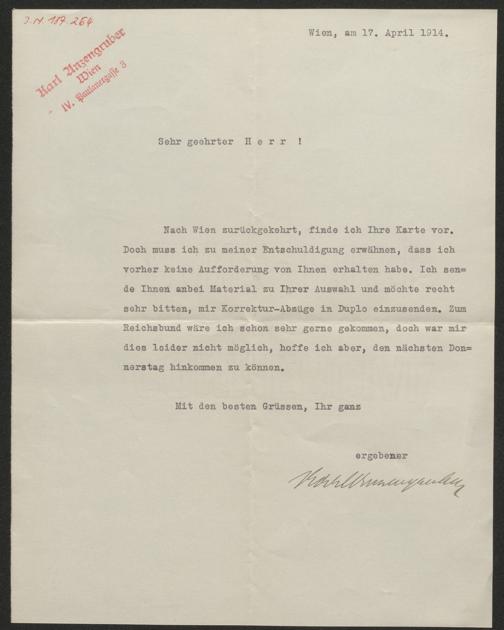 J.N. 187.264
Karl Anzengruber
Wien
IV. Paulanergasse 3
Wien, am 17. April 1914.
Sehr geehrter H e r r !
Nach Wien zurückgekehrt, finde ich Ihre Karte vor.
Doch muss ich zu meiner Entschuldigung erwähnen, dass ich
vorher keine Aufforderung von Ihnen erhalten habe. Ich sen=
de Ihnen anbei Material zu Ihrer Auswahl und möchte recht
sehr bitten, mir Korrektur-Abzüge in Duplo einzusenden. Zum
Reichsbund wäre ich schon sehr gerne gekommen, doch war mir
dies leider nicht möglich, hoffe ich aber, den nächsten Don=
nerstag hinkommen zu können.
Mit den besten Grüssen, Ihr ganz
ergebener
Karl Anzengruber